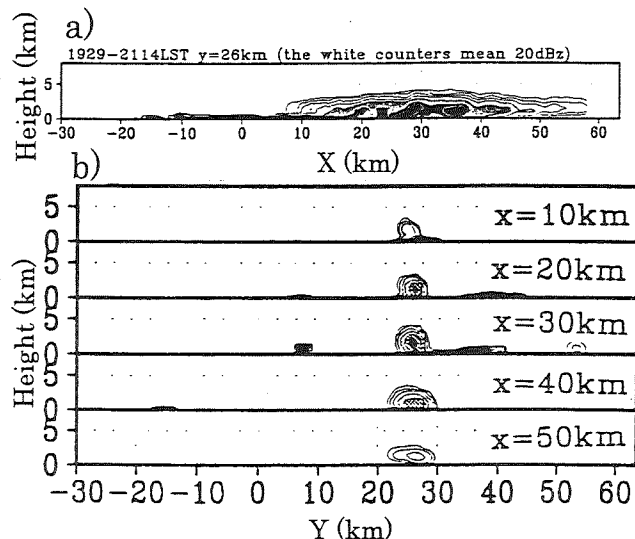 a)
1929-2114LST y=26km (the white counters mean 20dBz)
Height (km)
5
0
-30 -20 -10 0 10 20 30 40 50 60
X (km)
b)
Height (km)
5
0
x=10km
5
0
x=20km
5
0
x=30km
5
0
x=40km
5
0
x=50km
-30 -20 -10 0 10 20 30 40 50 60
Y (km)